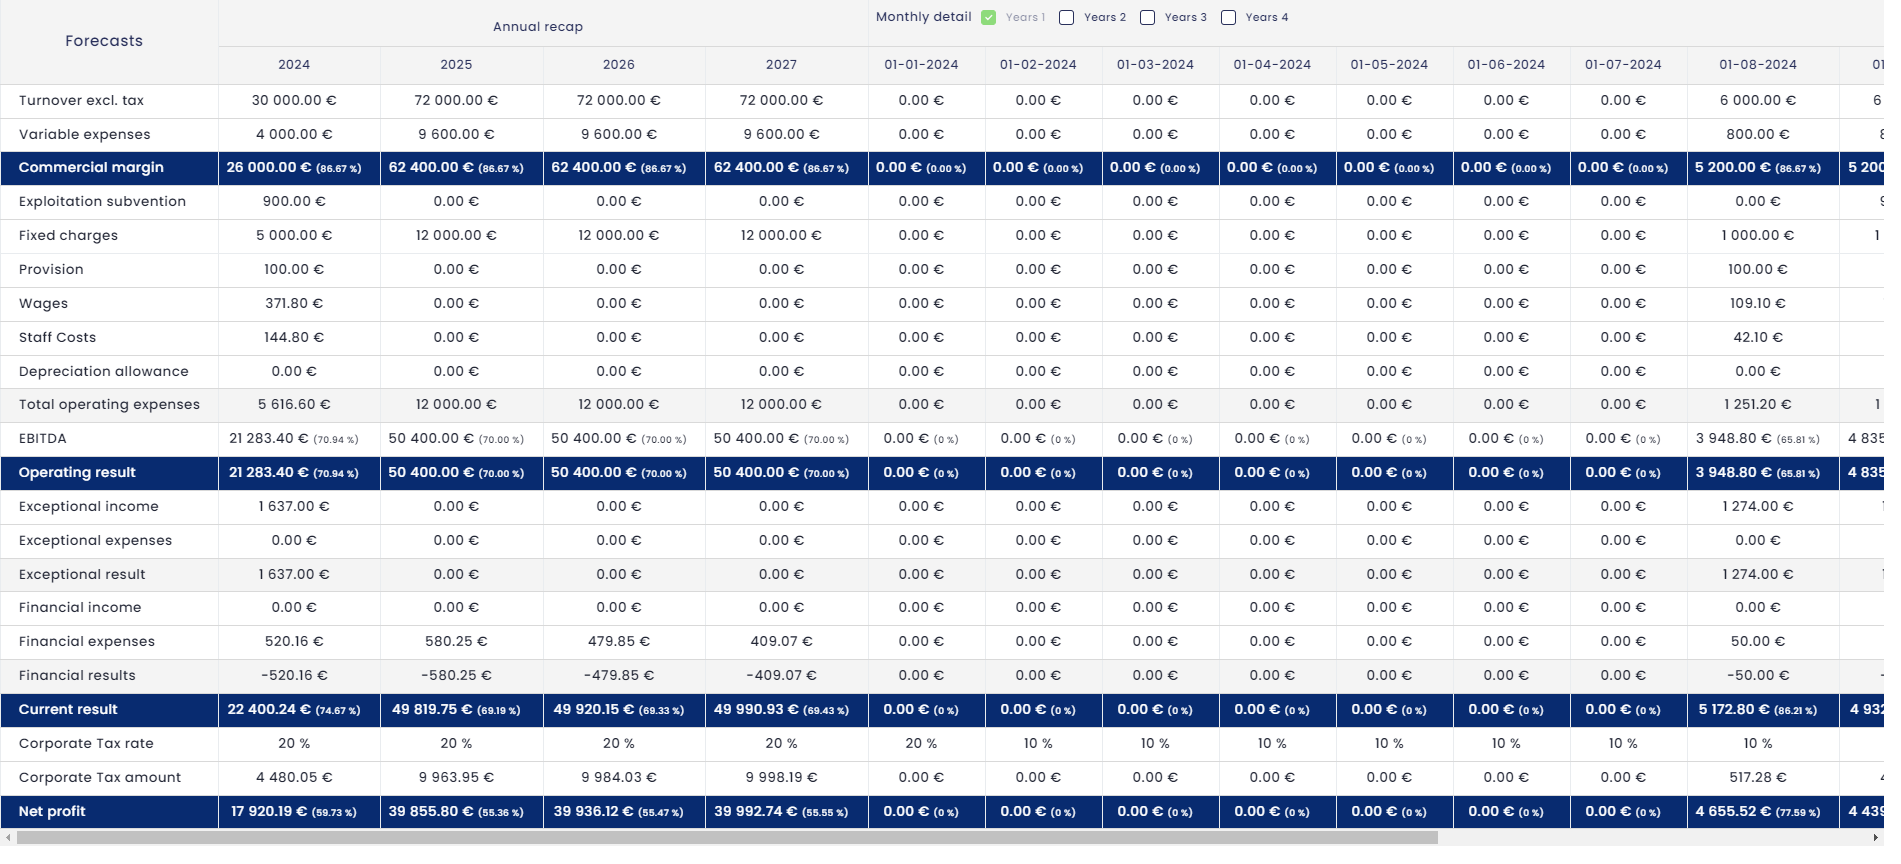 Forecasts
Annual recap
Monthly detail Years 1 Years 2 Years 3 Years 4
2024 2025 2026 2027 01-01-2024 01-02-2024 01-03-2024 01-04-2024 01-05-2024 01-06-2024 01-07-2024 01-08-2024 01
Turnover excl. tax 30 000.00 € 72 000.00 € 72 000.00 € 72 000.00 € 0.00 € 0.00 € 0.00 € 0.00 € 0.00 € 0.00 € 0.00 € 6 000.00 € 6
Variable expenses 4 000.00 € 9 600.00 € 9 600.00 € 9 600.00 € 0.00 € 0.00 € 0.00 € 0.00 € 0.00 € 0.00 € 0.00 € 800.00 €
Commercial margin 26 000.00 € (86.67 %) 62 400.00 € (86.67 %) 62 400.00 € (86.67 %) 62 400.00 € (86.67 %) 0.00 € (0.00 %) 0.00 € (0.00 %) 0.00 € (0.00 %) 0.00 € (0.00 %) 0.00 € (0.00 %) 0.00 € (0.00 %) 0.00 € (0.00 %) 5 200.00 € (86.67 %) 5 200
Exploitation subvention 900.00 € 0.00 € 0.00 € 0.00 € 0.00 € 0.00 € 0.00 € 0.00 € 0.00 € 0.00 € 0.00 € 0.00 €
Fixed charges 5 000.00 € 12 000.00 € 12 000.00 € 12 000.00 € 0.00 € 0.00 € 0.00 € 0.00 € 0.00 € 0.00 € 0.00 € 1 000.00 € 1
Provision 100.00 € 0.00 € 0.00 € 0.00 € 0.00 € 0.00 € 0.00 € 0.00 € 0.00 € 0.00 € 0.00 € 100.00 €
Wages 371.80 € 0.00 € 0.00 € 0.00 € 0.00 € 0.00 € 0.00 € 0.00 € 0.00 € 0.00 € 0.00 € 109.10 €
Staff Costs 144.80 € 0.00 € 0.00 € 0.00 € 0.00 € 0.00 € 0.00 € 0.00 € 0.00 € 0.00 € 0.00 € 42.10 €
Depreciation allowance 0.00 € 0.00 € 0.00 € 0.00 € 0.00 € 0.00 € 0.00 € 0.00 € 0.00 € 0.00 € 0.00 € 0.00 €
Total operating expenses 5 616.60 € 12 000.00 € 12 000.00 € 12 000.00 € 0.00 € 0.00 € 0.00 € 0.00 € 0.00 € 0.00 € 0.00 € 1 251.20 € 1
EBITDA 21 283.40 € (70.94 %) 50 400.00 € (70.00 %) 50 400.00 € (70.00 %) 50 400.00 € (70.00 %) 0.00 € (0 %) 0.00 € (0 %) 0.00 € (0 %) 0.00 € (0 %) 0.00 € (0 %) 0.00 € (0 %) 0.00 € (0 %) 3 948.80 € (65.81 %) 4 835
Operating result 21 283.40 € (70.94 %) 50 400.00 € (70.00 %) 50 400.00 € (70.00 %) 50 400.00 € (70.00 %) 0.00 € (0 %) 0.00 € (0 %) 0.00 € (0 %) 0.00 € (0 %) 0.00 € (0 %) 0.00 € (0 %) 0.00 € (0 %) 3 948.80 € (65.81 %) 4 835
Exceptional income 1 637.00 € 0.00 € 0.00 € 0.00 € 0.00 € 0.00 € 0.00 € 0.00 € 0.00 € 0.00 € 0.00 € 1 274.00 €
Exceptional expenses 0.00 € 0.00 € 0.00 € 0.00 € 0.00 € 0.00 € 0.00 € 0.00 € 0.00 € 0.00 € 0.00 € 0.00 €
Exceptional result 1 637.00 € 0.00 € 0.00 € 0.00 € 0.00 € 0.00 € 0.00 € 0.00 € 0.00 € 0.00 € 0.00 € 1 274.00 €
Financial income 0.00 € 0.00 € 0.00 € 0.00 € 0.00 € 0.00 € 0.00 € 0.00 € 0.00 € 0.00 € 0.00 € 0.00 €
Financial expenses 520.16 € 580.25 € 479.85 € 409.07 € 0.00 € 0.00 € 0.00 € 0.00 € 0.00 € 0.00 € 0.00 € 50.00 €
Financial results -520.16 € -580.25 € -479.85 € -409.07 € 0.00 € 0.00 € 0.00 € 0.00 € 0.00 € 0.00 € 0.00 € -50.00 € -
Current result 22 400.24 € (74.67 %) 49 819.75 € (69.19 %) 49 920.15 € (69.33 %) 49 990.93 € (69.43 %) 0.00 € (0 %) 0.00 € (0 %) 0.00 € (0 %) 0.00 € (0 %) 0.00 € (0 %) 0.00 € (0 %) 0.00 € (0 %) 5 172.80 € (86.21 %) 4 932
Corporate Tax rate 20 % 20 % 20 % 20 % 20 % 10 % 10 % 10 % 10 % 10 % 10 % 10 %
Corporate Tax amount 4 480.05 € 9 963.95 € 9 984.03 € 9 998.19 € 0.00 € 0.00 € 0.00 € 0.00 € 0.00 € 0.00 € 0.00 € 517.28 €
Net profit 17 920.19 € (59.73 %) 39 855.80 € (55.36 %) 39 936.12 € (55.47 %) 39 992.74 € (55.55 %) 0.00 € (0 %) 0.00 € (0 %) 0.00 € (0 %) 0.00 € (0 %) 0.00 € (0 %) 0.00 € (0 %) 0.00 € (0 %) 4 655.52 € (77.59 %) 4 439